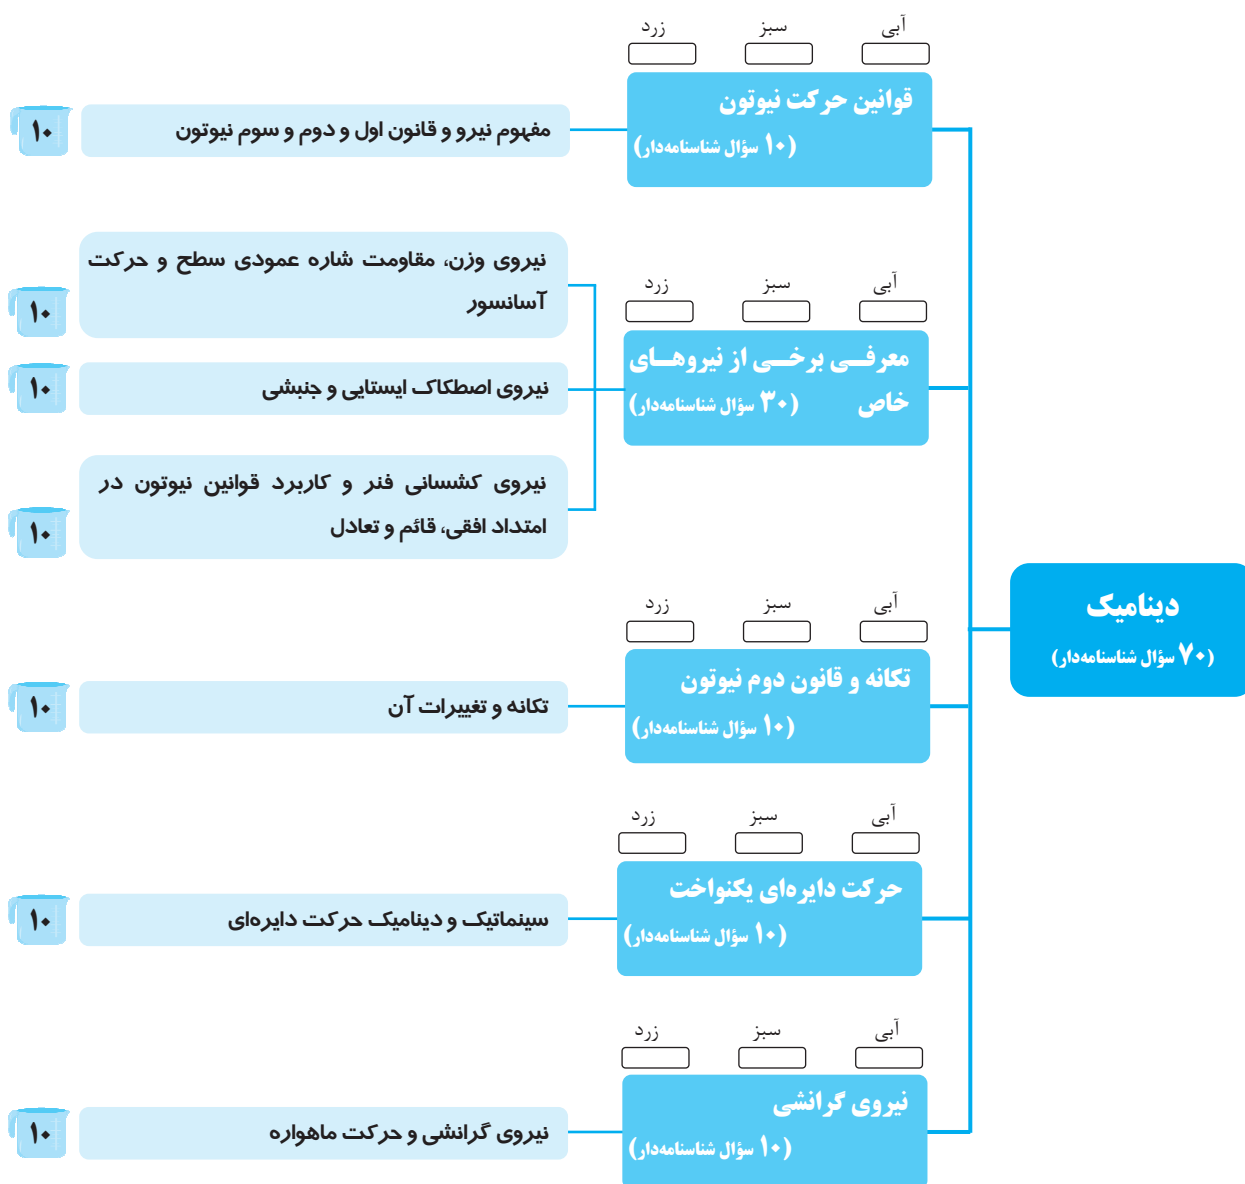 دینامیک
(۷۰ سؤال شناسنامه‌دار)
آبی سبز زرد
قوانین حرکت نیوتون
(۱۰ سؤال شناسنامه‌دار)
مفهوم نیرو و قانون اول و دوم و سوم نیوتون
۱۰
آبی سبز زرد
معرفــی برخــی از نیروهــای
خاص (۳۰ سؤال شناسنامه‌دار)
نیروی وزن، مقاومت شاره عمودی سطح و حرکت
آسانسور
۱۰
نیروی اصطکاک ایستایی و جنبشی
۱۰
نیروی کشسانی فنر و کاربرد قوانین نیوتون در
امتداد افقی، قائم و تعادل
۱۰
آبی سبز زرد
تکانه و قانون دوم نیوتون
(۱۰ سؤال شناسنامه‌دار)
تکانه و تغییرات آن
۱۰
آبی سبز زرد
حرکت دایره‌ای یکنواخت
(۱۰ سؤال شناسنامه‌دار)
سینماتیک و دینامیک حرکت دایره‌ای
۱۰
آبی سبز زرد
نیروی گرانشی
(۱۰ سؤال شناسنامه‌دار)
نیروی گرانشی و حرکت ماهواره
۱۰